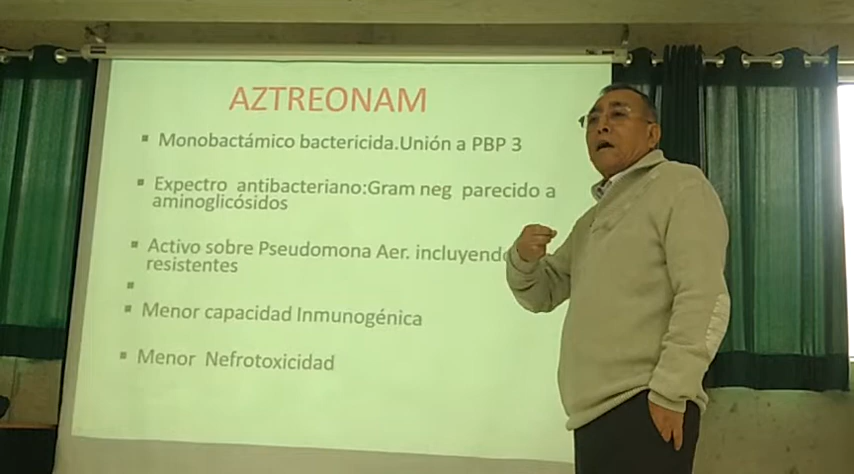 AZTREONAM
▪ Monobactámico bactericida.Unión a PBP 3
▪ Expectro antibacteriano:Gram neg parecido a
aminoglicósidos
▪ Activo sobre Pseudomona Aer. incluyendo
resistentes
▪
▪ Menor capacidad Inmunogénica
▪ Menor Nefrotoxicidad